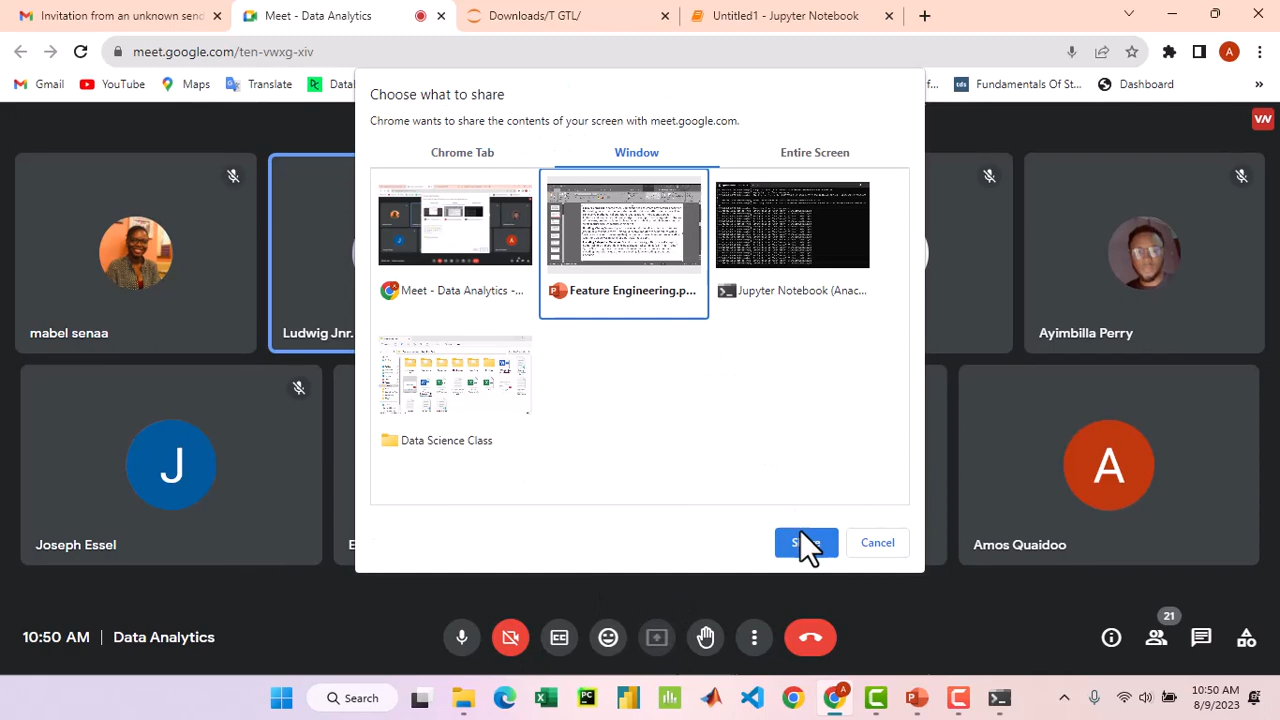 Invitation from an unknown send
Meet - Data Analytics
Downloads/T GTL/
Untitled1 - Jupyter Notebook
meet.google.com/ten-vwxg-xiv
A
Gmail
YouTube
Maps
Translate
Fundamentals Of St...
Dashboard
Choose what to share
Chrome wants to share the contents of your screen with meet.google.com.
Chrome Tab
Window
Entire Screen
VN
Meet - Data Analytics -...
Feature Engineering.p...
Jupyter Notebook (Anac...
mabel senaa
Ludwig Jnr.
Ayimbilla Perry
Data Science Class
J
A
Joseph Essel
Amos Quaidoo
Cancel
10:50 AM | Data Analytics
21
Search
10:50 AM
8/9/2023